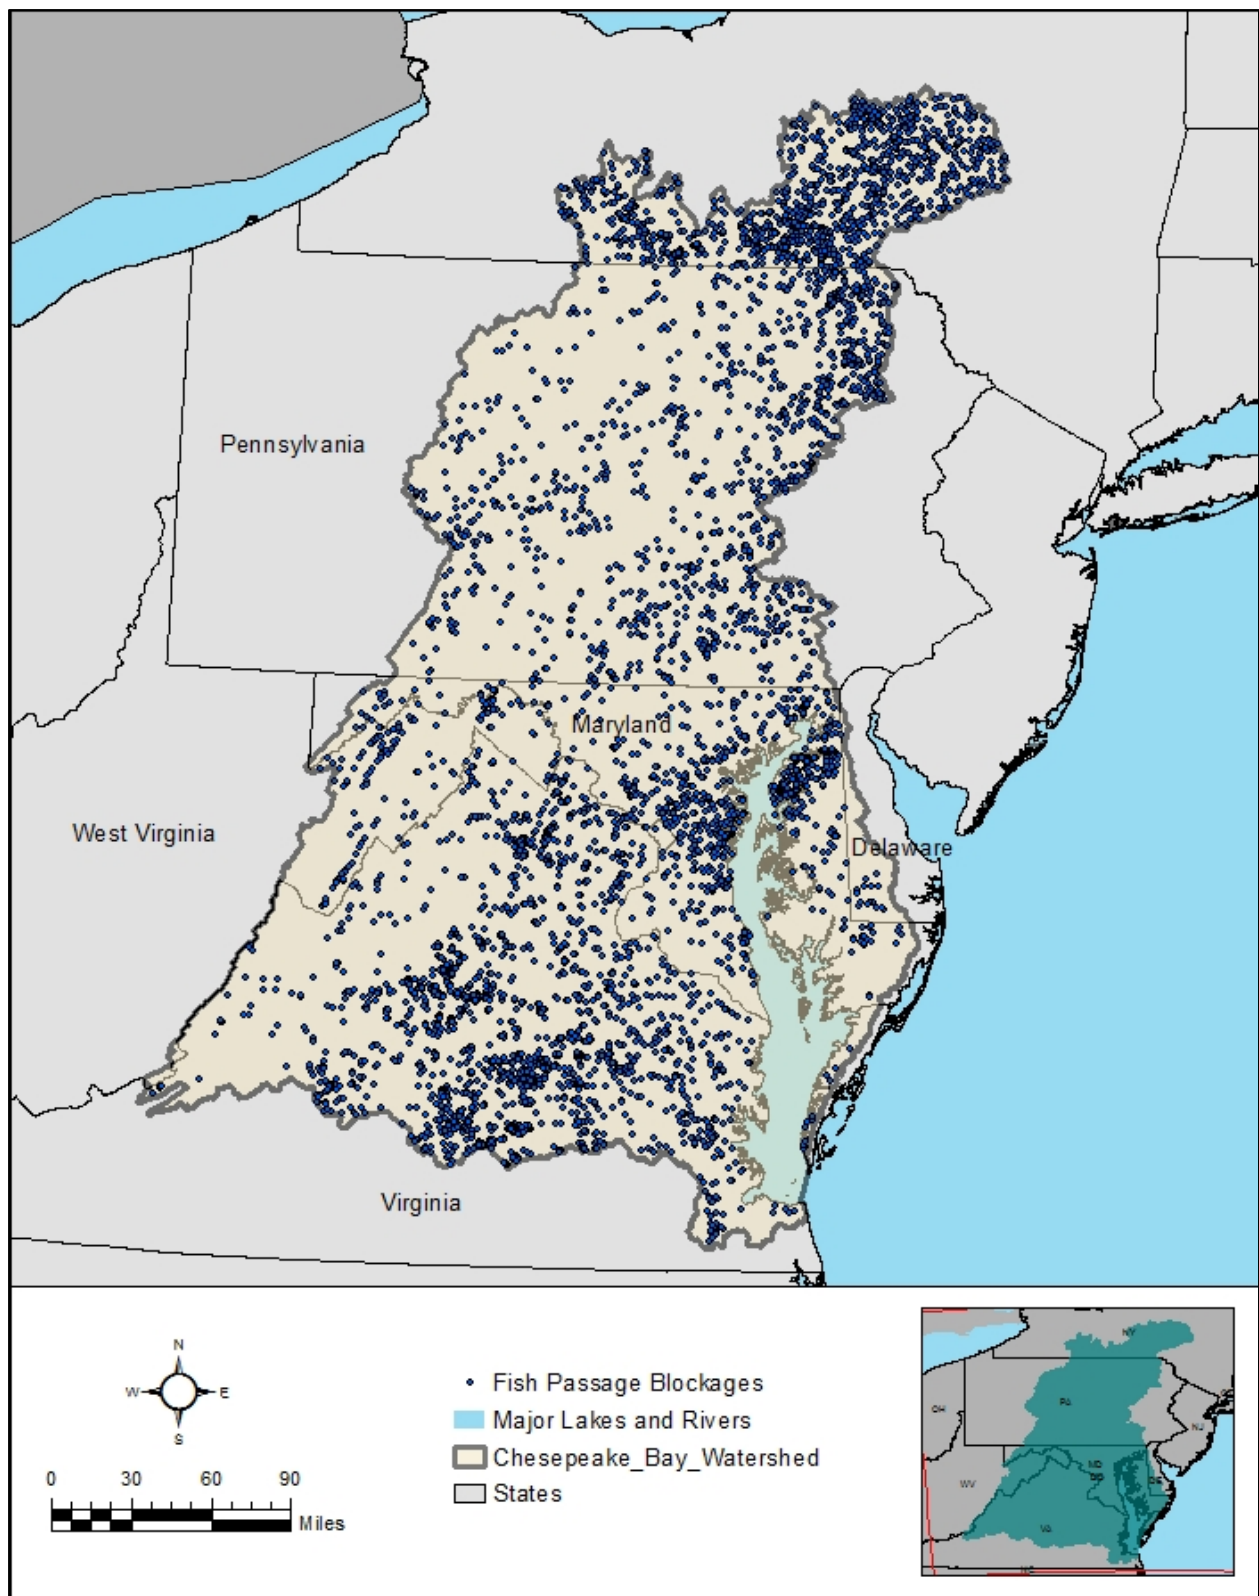 Pennsylvania
Maryland
West Virginia
Delaware
Virginia
N
W E
S
0 30 60 90
Miles
Fish Passage Blockages
Major Lakes and Rivers
Chesepeake_Bay_Watershed
States
NY
OH
PA
NJ
MD
WV
DE
VA